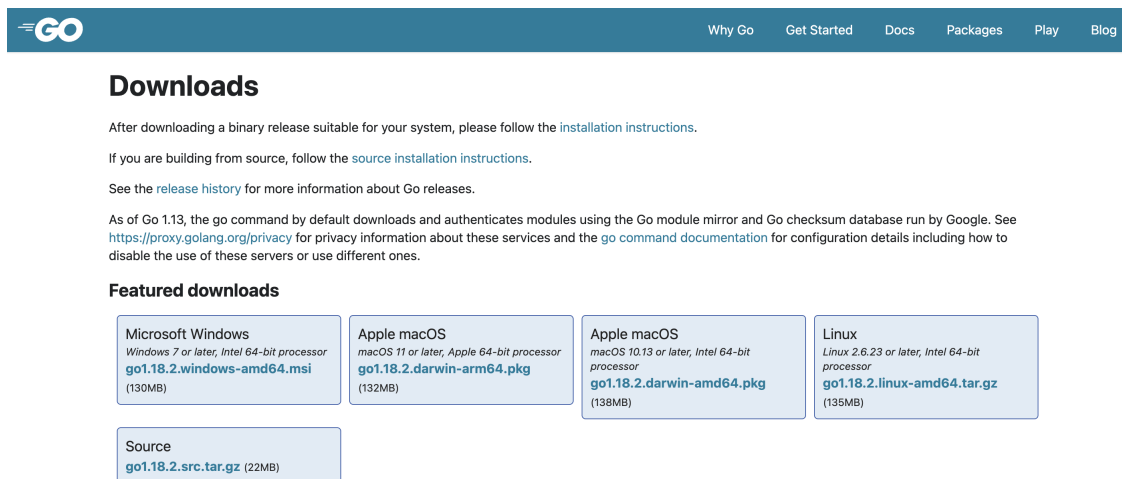 GO
Why Go Get Started Docs Packages Play Blog
Downloads
After downloading a binary release suitable for your system, please follow the installation instructions.
If you are building from source, follow the source installation instructions.
See the release history for more information about Go releases.
As of Go 1.13, the go command by default downloads and authenticates modules using the Go module mirror and Go checksum database run by Google. See
https://proxy.golang.org/privacy for privacy information about these services and the go command documentation for configuration details including how to
disable the use of these servers or use different ones.
Featured downloads
Microsoft Windows
Windows 7 or later, Intel 64-bit processor
go1.18.2.windows-amd64.msi
(130MB)
Apple macOS
macOS 11 or later, Apple 64-bit processor
go1.18.2.darwin-arm64.pkg
(132MB)
Apple macOS
macOS 10.13 or later, Intel 64-bit
processor
go1.18.2.darwin-amd64.pkg
(138MB)
Linux
Linux 2.6.23 or later, Intel 64-bit
processor
go1.18.2.linux-amd64.tar.gz
(135MB)
Source
go1.18.2.src.tar.gz (22MB)